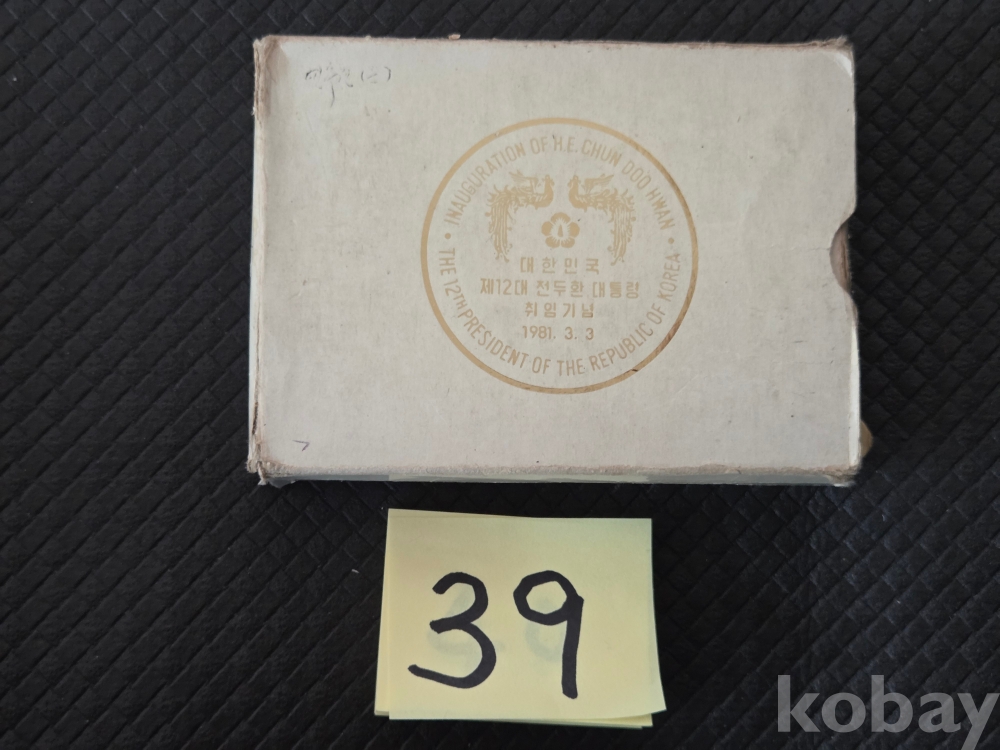 INAUGURATION OF H.E. CHUN DOO HWAN
대한민국
제12대 전두환 대통령
취임기념
1981. 3. 3
• THE 12TH PRESIDENT OF THE REPUBLIC OF KOREA •
39
kobay